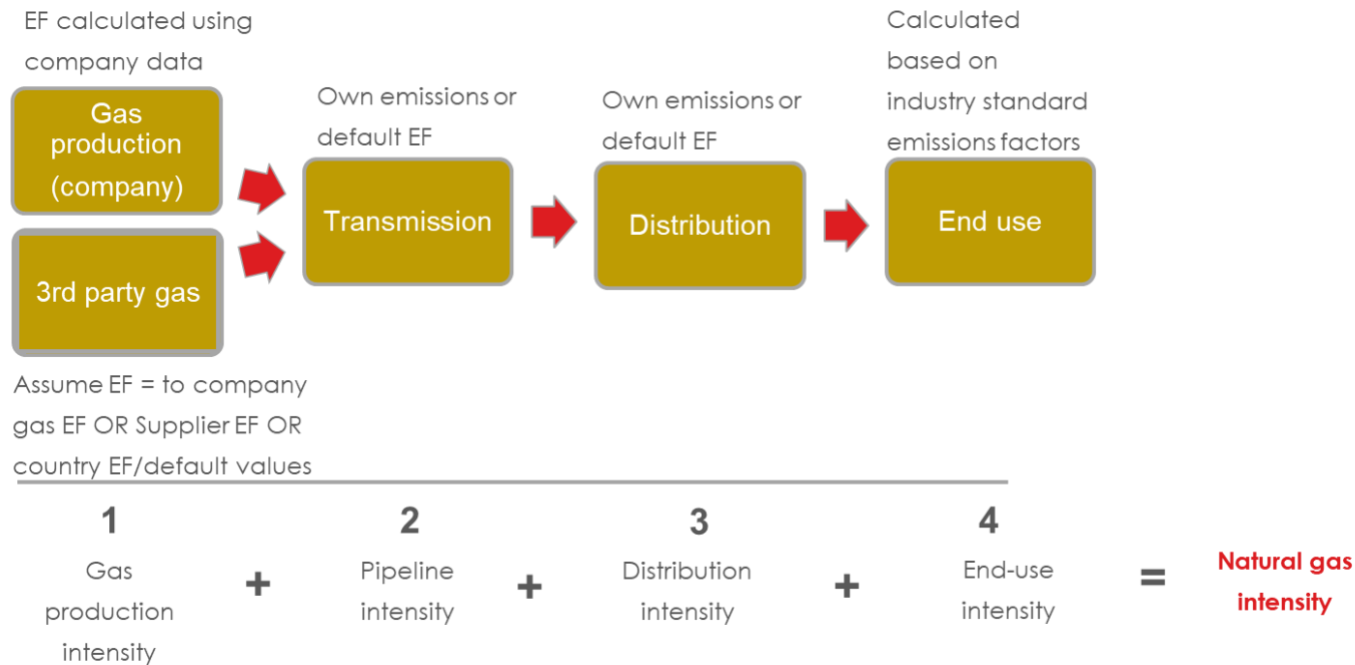 EF calculated using
company data
Gas
production
(company)
3rd party gas
Assume EF = to company
gas EF OR Supplier EF OR
country EF/default values
Own emissions or
default EF
Transmission
Own emissions or
default EF
Distribution
Calculated
based on
industry standard
emissions factors
End use
1
Gas
production
intensity
+
2
Pipeline
intensity
+
3
Distribution
intensity
+
4
End-use
intensity
=
Natural gas
intensity